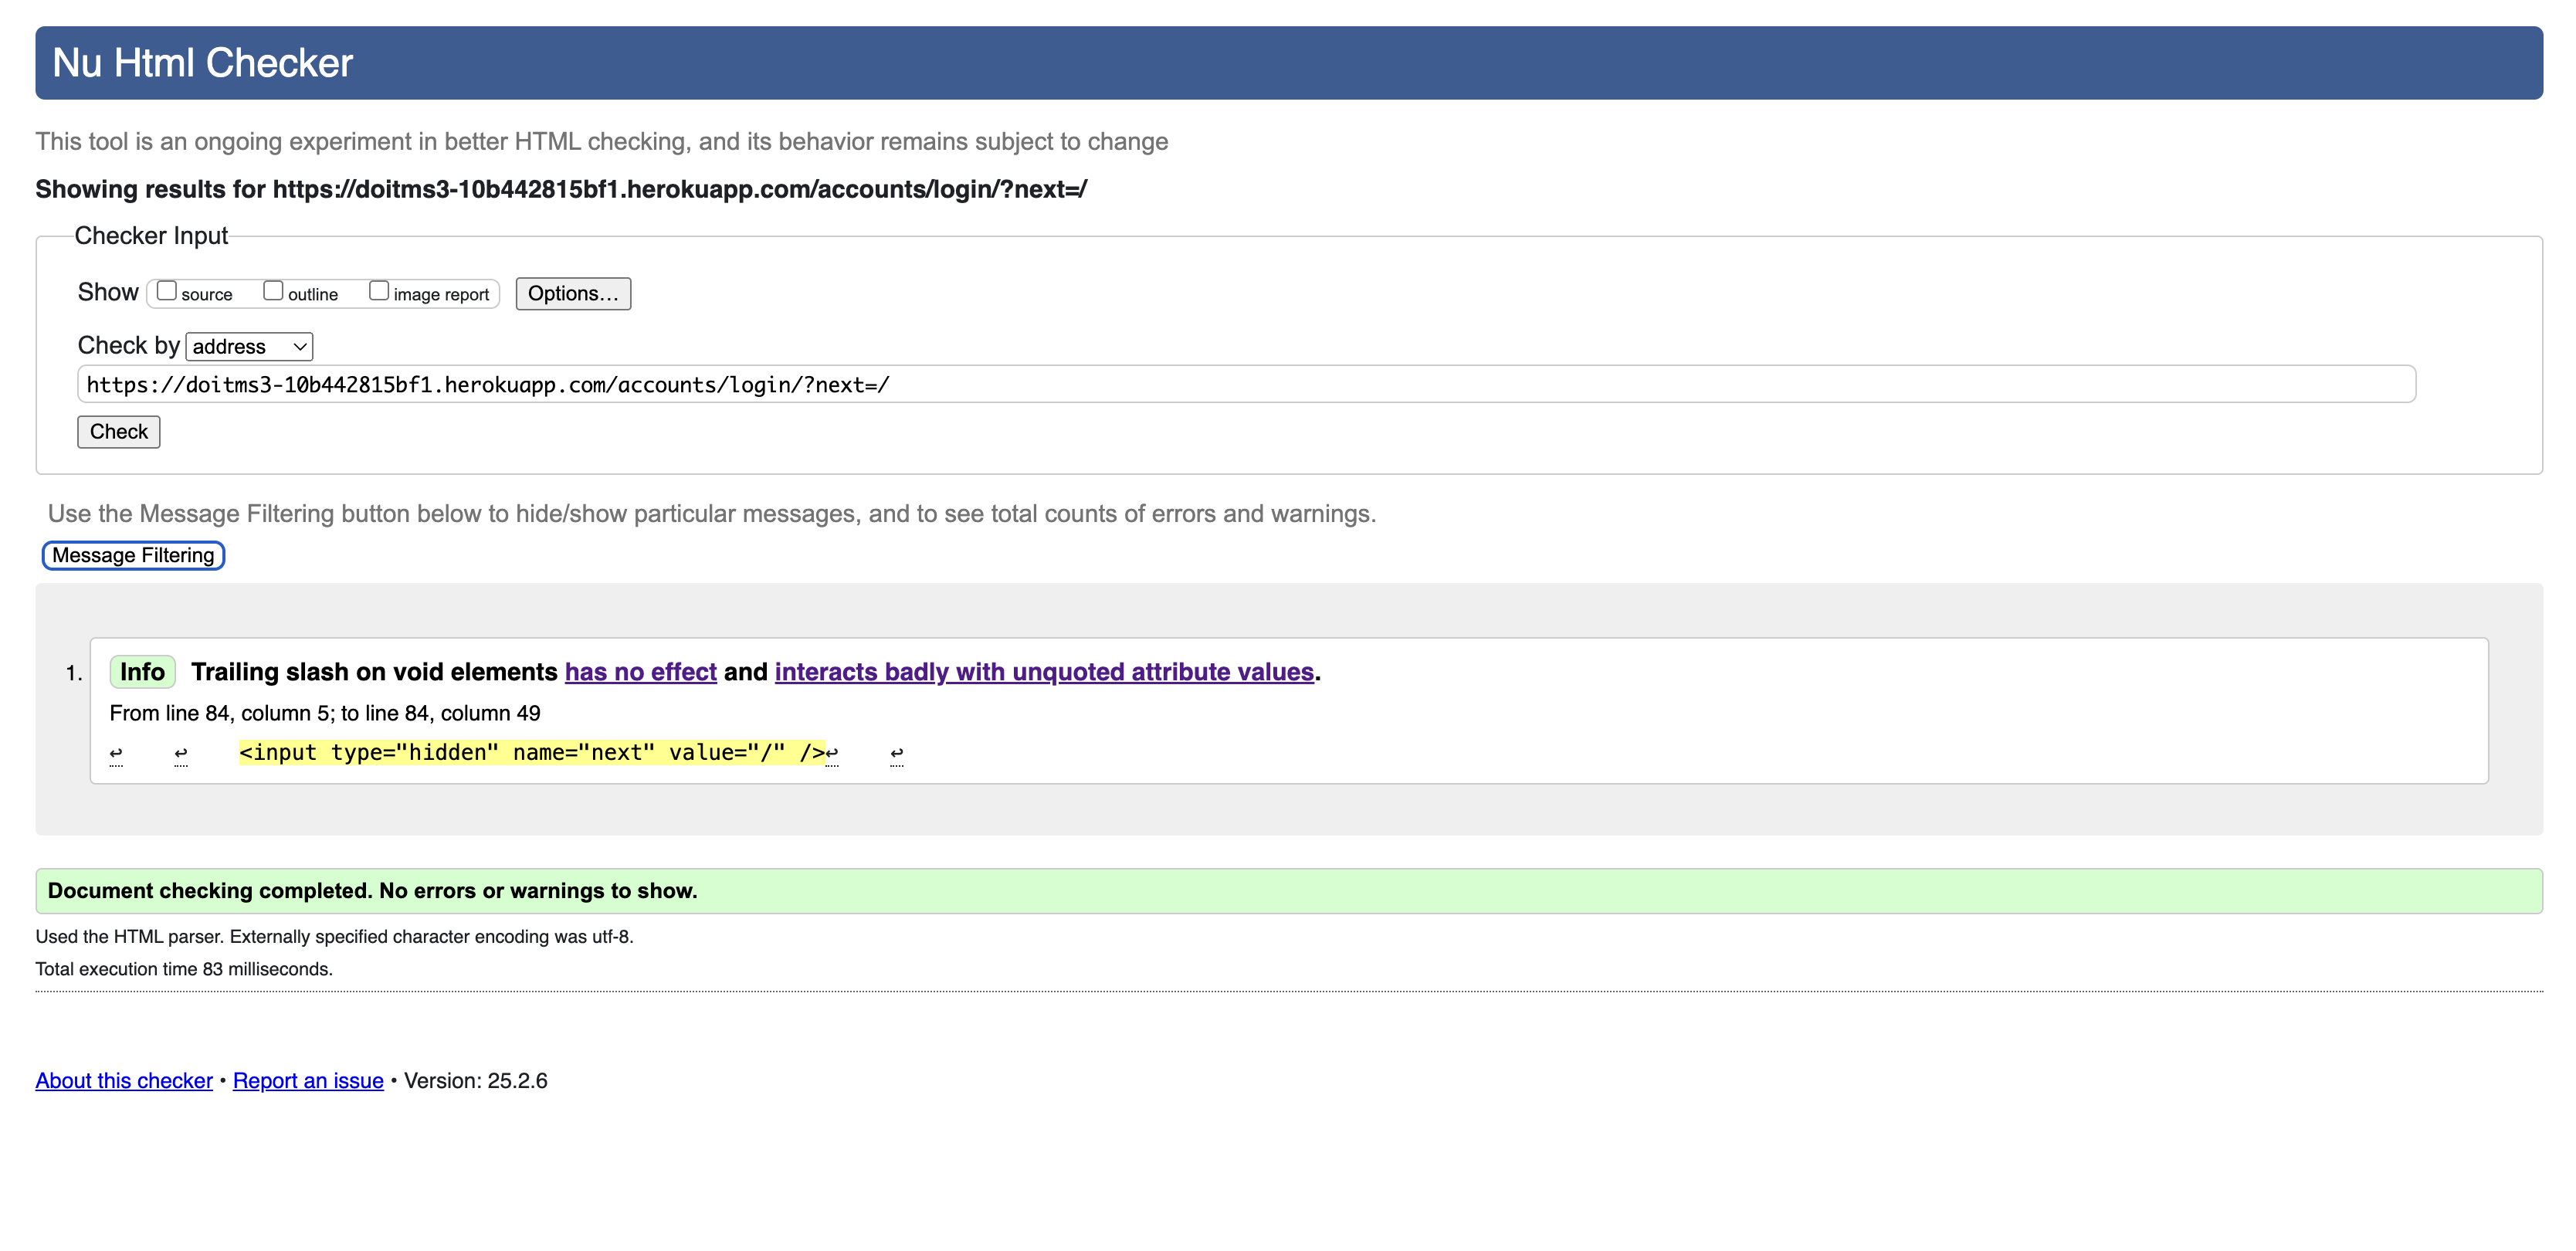 Nu Html Checker
This tool is an ongoing experiment in better HTML checking, and its behavior remains subject to change
Showing results for https://doitms3-10b442815bf1.herokuapp.com/accounts/login/?next=/
Checker Input
Show source outline image report Options…
Check by address
https://doitms3-10b442815bf1.herokuapp.com/accounts/login/?next=/
Check
Use the Message Filtering button below to hide/show particular messages, and to see total counts of errors and warnings.
Message Filtering
1. Info Trailing slash on void elements has no effect and interacts badly with unquoted attribute values.
From line 84, column 5; to line 84, column 49
↩ ↩ <input type="hidden" name="next" value="/" />↩ ↩
Document checking completed. No errors or warnings to show.
Used the HTML parser. Externally specified character encoding was utf-8.
Total execution time 83 milliseconds.
About this checker • Report an issue • Version: 25.2.6